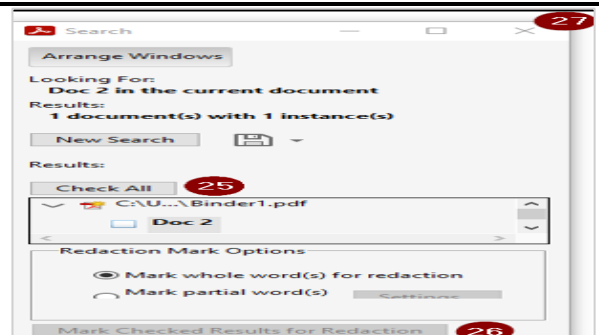 27
Search
Arrange Windows
Looking For:
Doc 2 in the current document
Results:
1 document(s) with 1 instance(s)
New Search
Results:
Check All 25
C:\U...\Binder1.pdf
Doc 2
Redaction Mark Options
Mark whole word(s) for redaction
Mark partial word(s) Settings
Mark Checked Results for Redaction 26